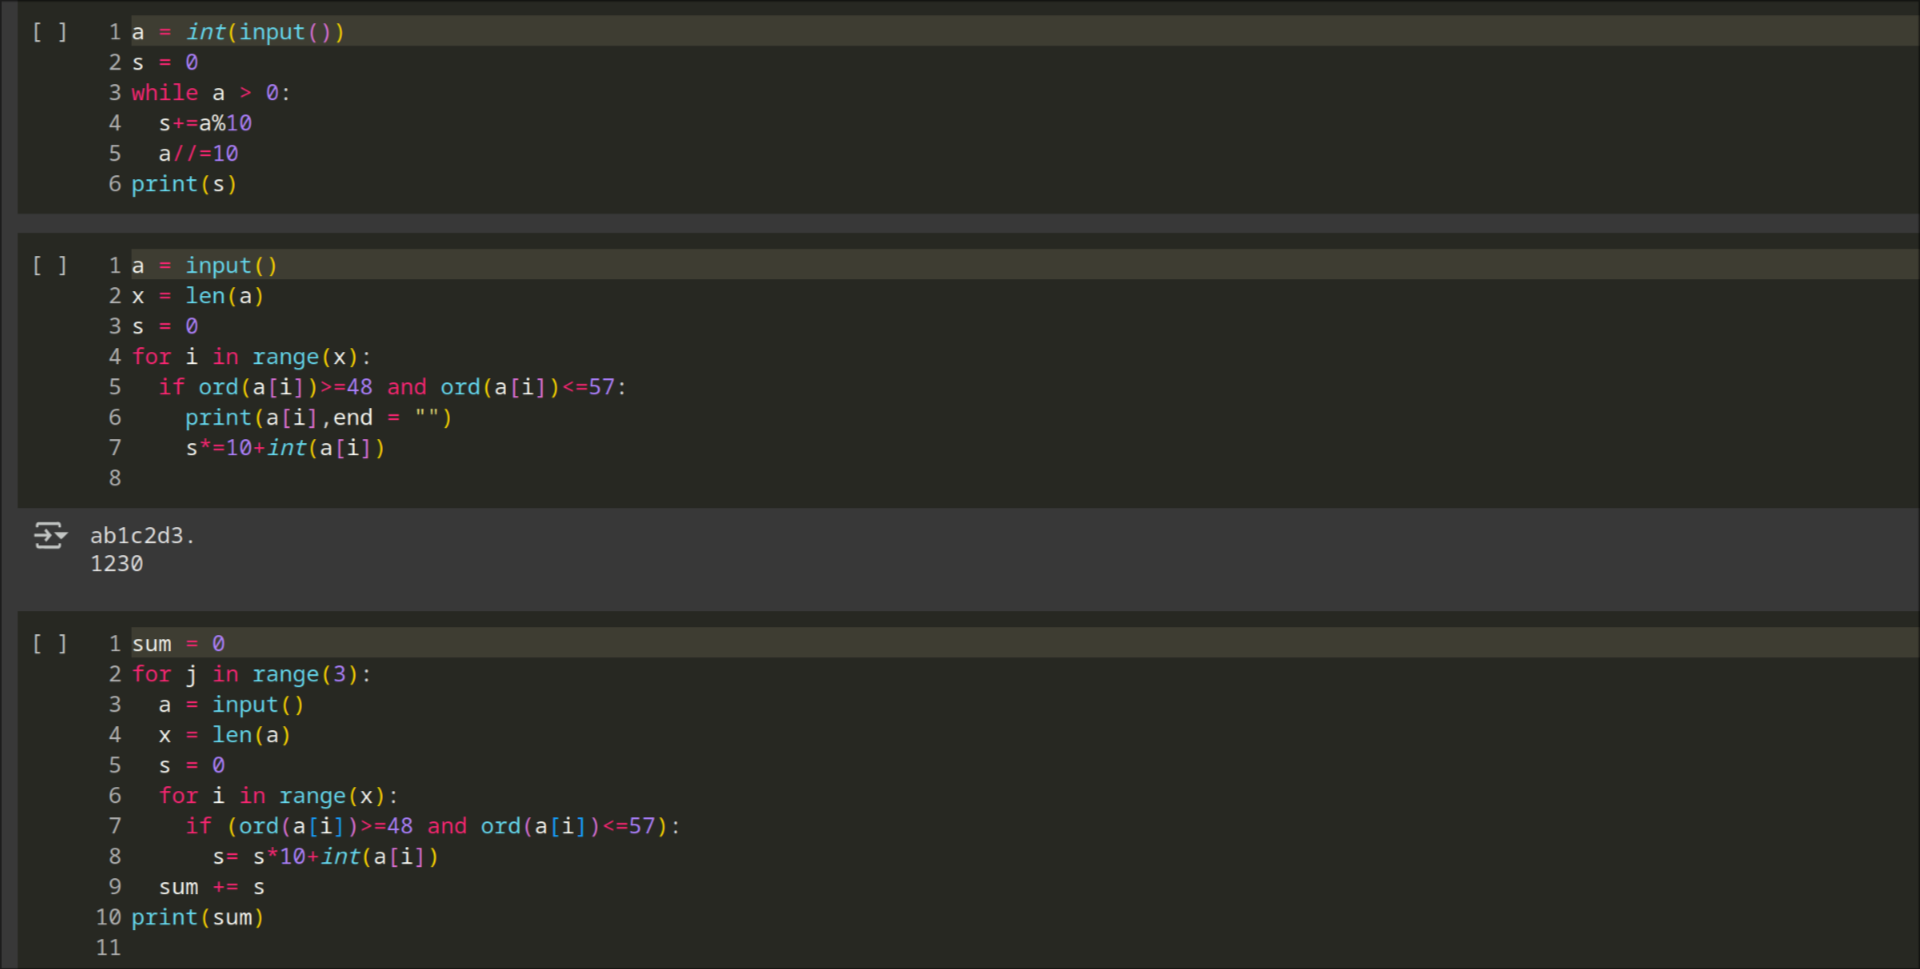 [ ] 1 a = int(input())
2 s = 0
3 while a > 0:
4   s+=a%10
5   a//=10
6 print(s)
[ ] 1 a = input()
2 x = len(a)
3 s = 0
4 for i in range(x):
5   if ord(a[i])>=48 and ord(a[i])<=57:
6     print(a[i],end = "")
7     s*=10+int(a[i])
8
ab1c2d3.
1230
[ ] 1 sum = 0
2 for j in range(3):
3   a = input()
4   x = len(a)
5   s = 0
6   for i in range(x):
7     if (ord(a[i])>=48 and ord(a[i])<=57):
8       s= s*10+int(a[i])
9   sum += s
10 print(sum)
11